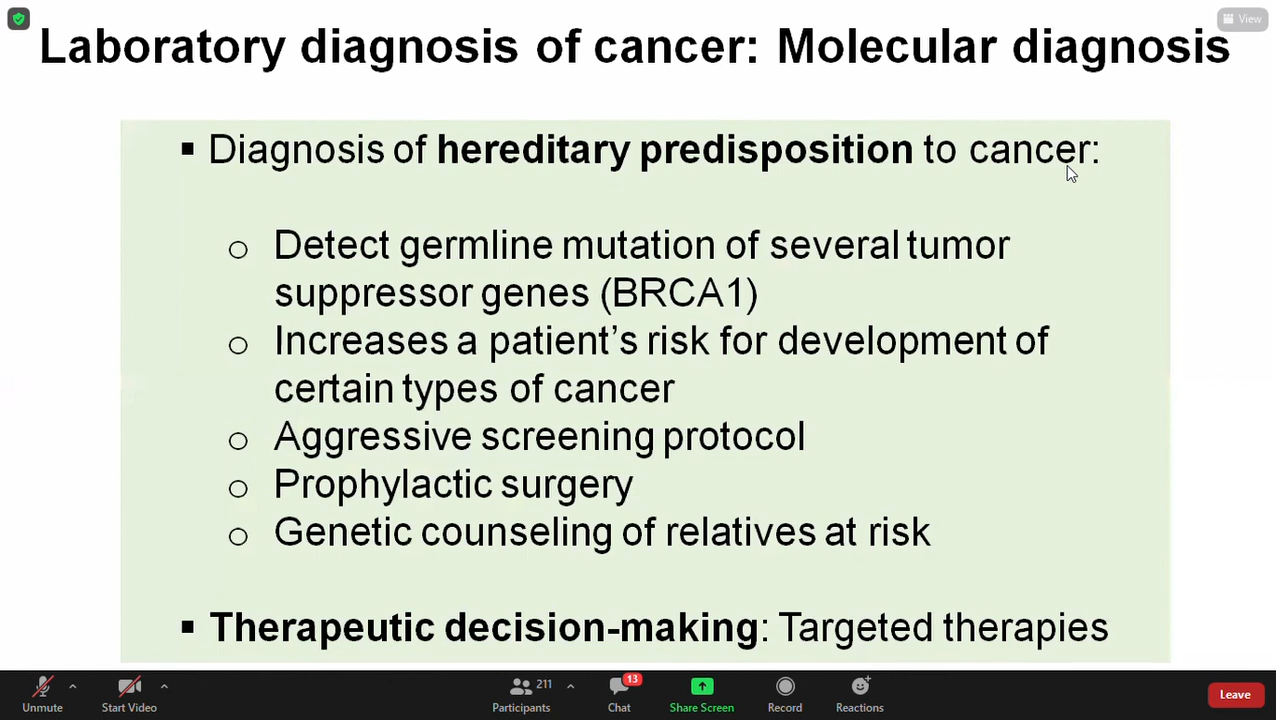 View
Laboratory diagnosis of cancer: Molecular diagnosis
▪ Diagnosis of hereditary predisposition to cancer:
o Detect germline mutation of several tumor
suppressor genes (BRCA1)
o Increases a patient's risk for development of
certain types of cancer
o Aggressive screening protocol
o Prophylactic surgery
o Genetic counseling of relatives at risk
▪ Therapeutic decision-making: Targeted therapies
211
13
Unmute
Start Video
Participants
Chat
Share Screen
Record
Reactions
Leave